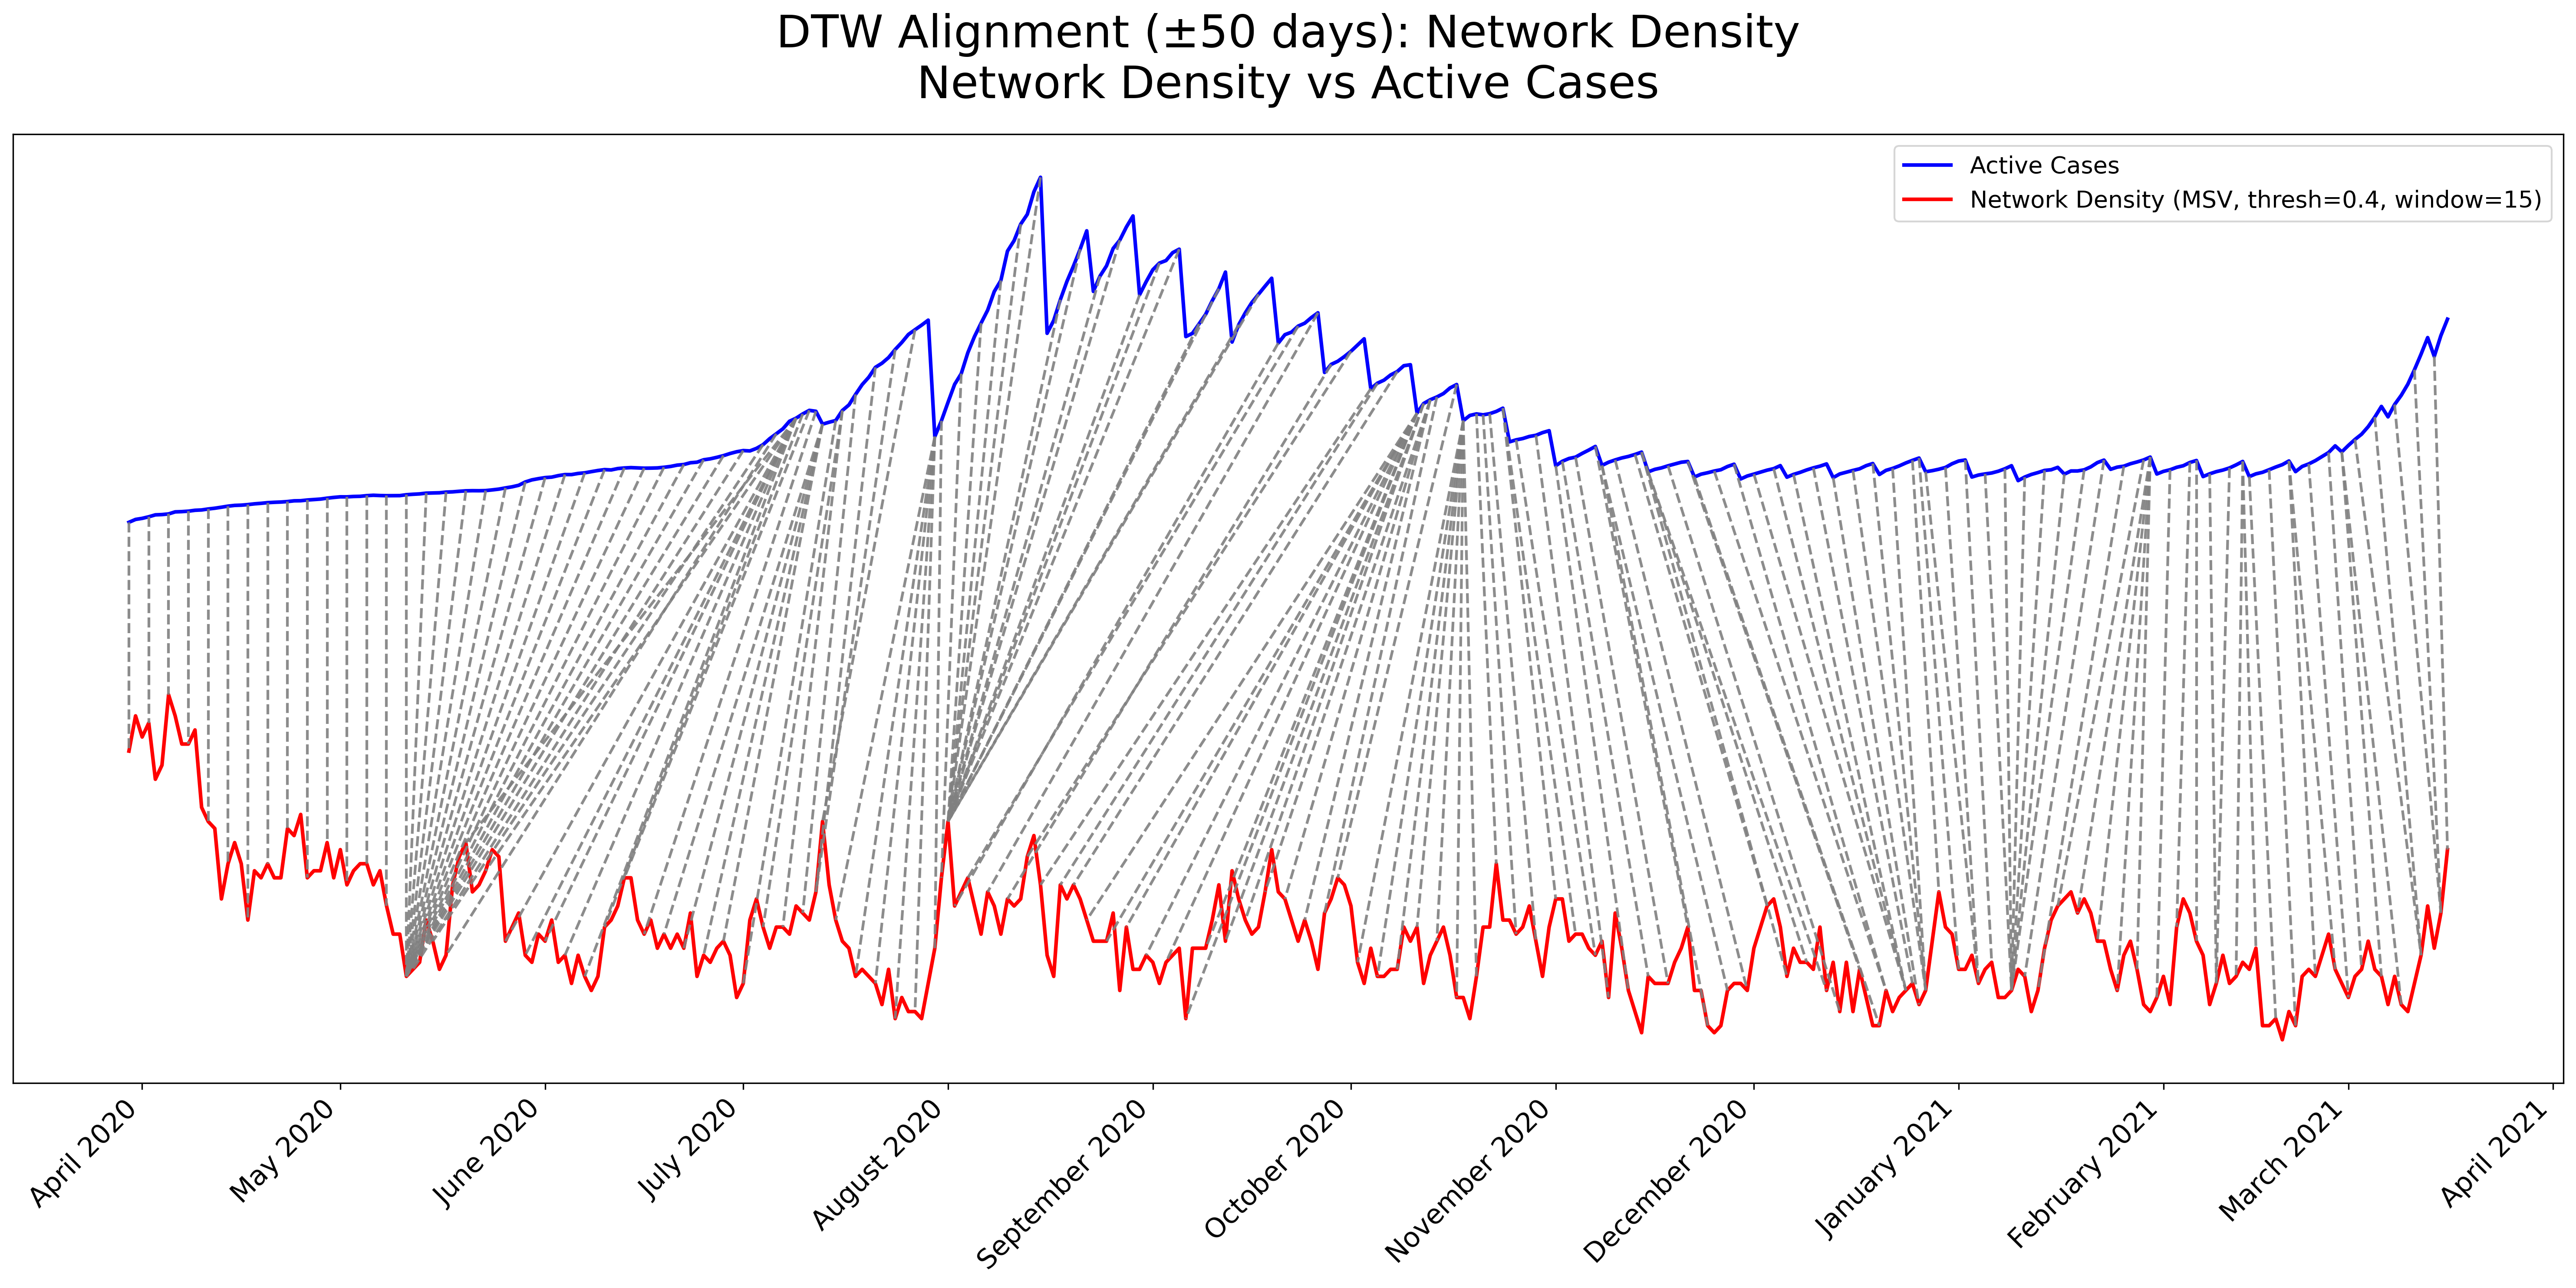 DTW Alignment (±50 days): Network Density
Network Density vs Active Cases
Active Cases
Network Density (MSV, thresh=0.4, window=15)
April 2020
May 2020
June 2020
July 2020
August 2020
September 2020
October 2020
November 2020
December 2020
January 2021
February 2021
March 2021
April 2021